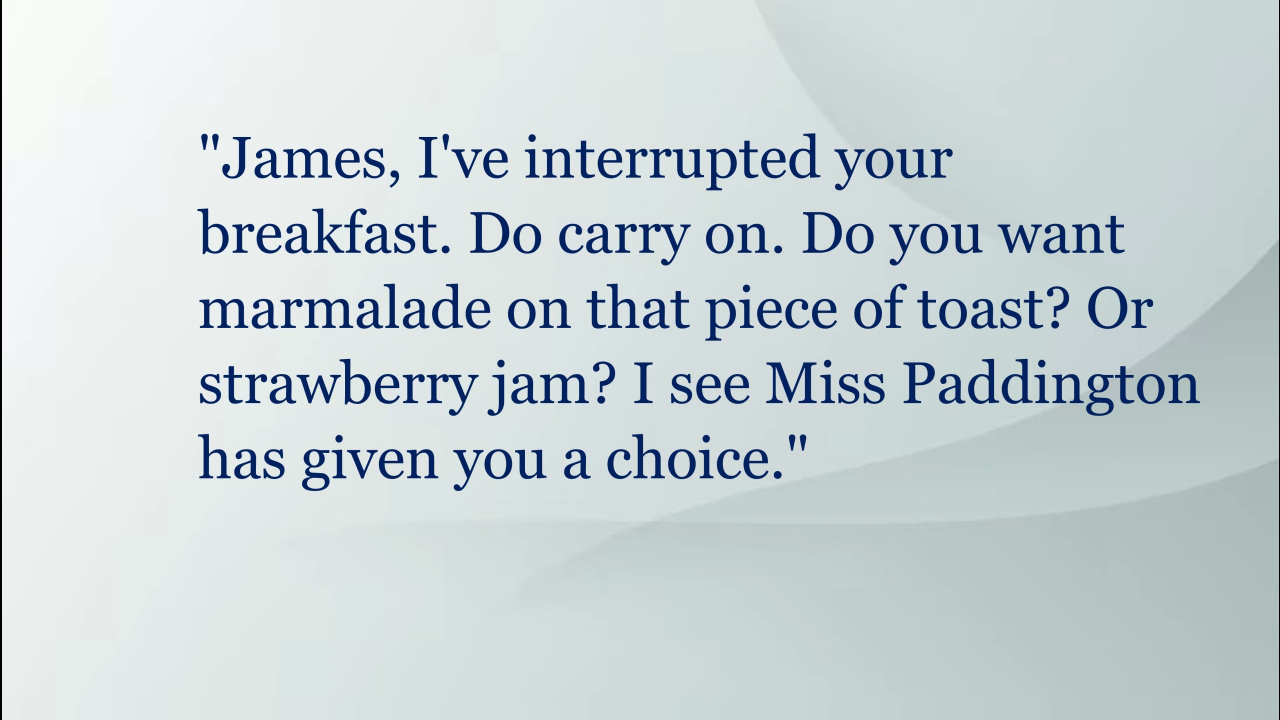 "James, I've interrupted your
breakfast. Do carry on. Do you want
marmalade on that piece of toast? Or
strawberry jam? I see Miss Paddington
has given you a choice."